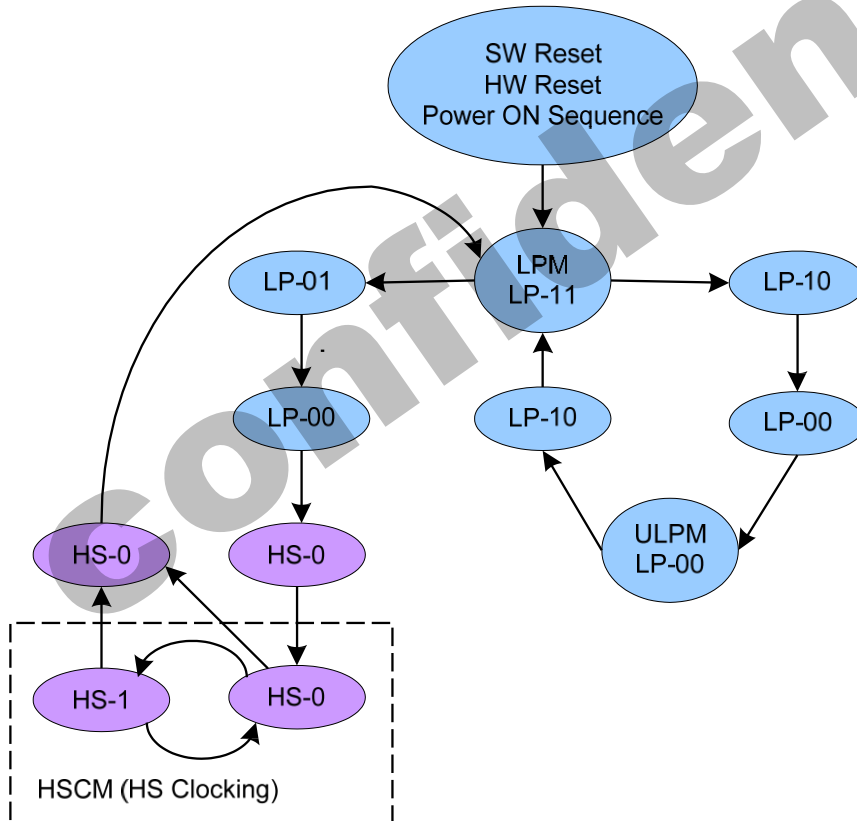 SW Reset
HW Reset
Power ON Sequence
LPM
LP-11
LP-01
LP-10
LP-00
LP-10
LP-00
ULPM
LP-00
HS-0
HS-0
HS-1
HS-0
HSCM (HS Clocking)
confiden